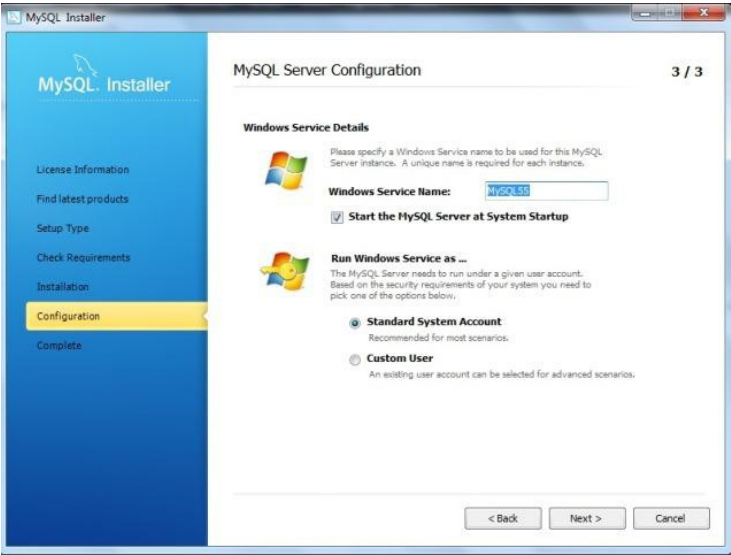 MySQL Installer
MySQL. Installer
License Information
Find latest products
Setup Type
Check Requirements
Installation
Configuration
Complete
MySQL Server Configuration
3 / 3
Windows Service Details
Please specify a Windows Service name to be used for this MySQL
Server instance. A unique name is required for each instance.
Windows Service Name: MySQL55
Start the MySQL Server at System Startup
Run Windows Service as ...
The MySQL Server needs to run under a given user account.
Based on the security requirements of your system you need to
pick one of the options below.
Standard System Account
Recommended for most scenarios.
Custom User
An existing user account can be selected for advanced scenarios.
< Back Next > Cancel